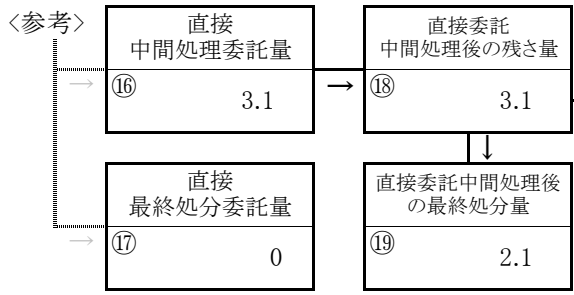 〈参考〉
直接
中間処理委託量
⑯
3.1
→
→
直接委託
中間処理後の残さ量
⑱
3.1
↓
直接
最終処分委託量
⑰
0
→
直接委託中間処理後
の最終処分量
⑲
2.1